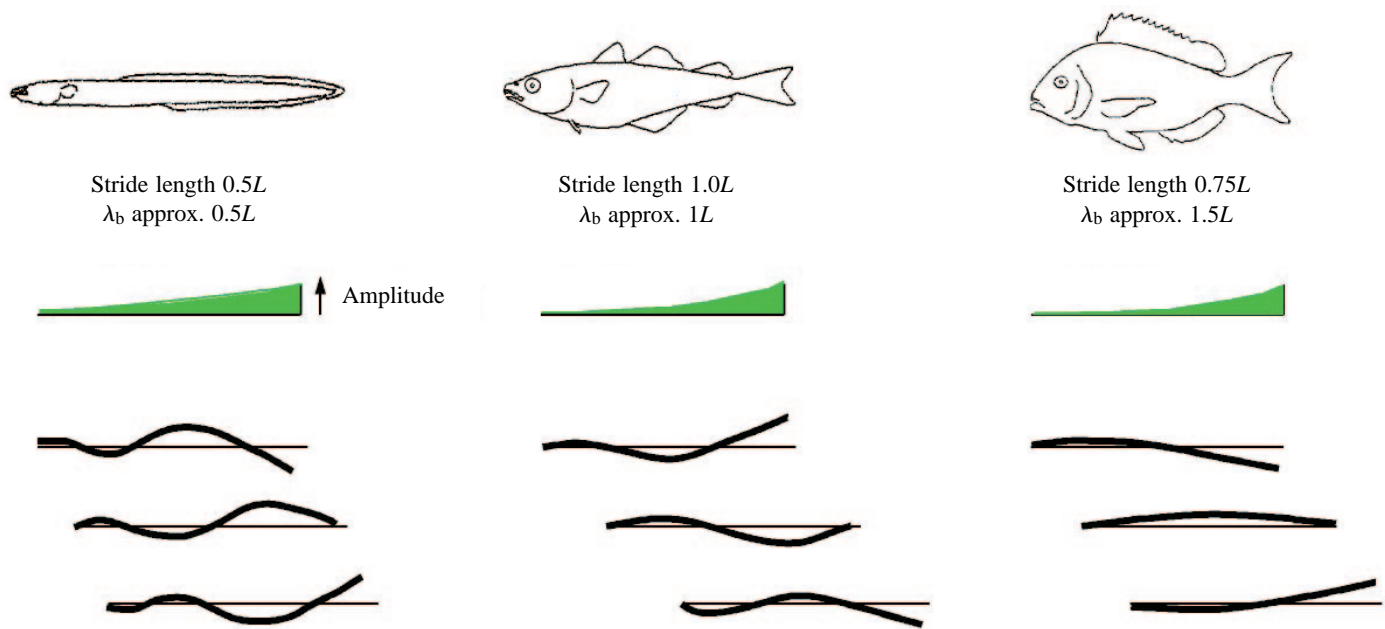 Stride length 0.5L
λb approx. 0.5L
Stride length 1.0L
λb approx. 1L
Stride length 0.75L
λb approx. 1.5L
Amplitude